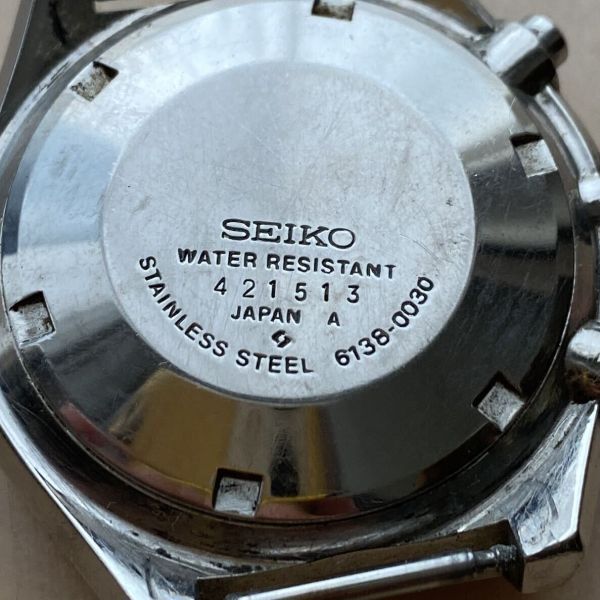 SEIKO
WATER RESISTANT
421513
JAPAN A
STAINLESS STEEL 6138-0030